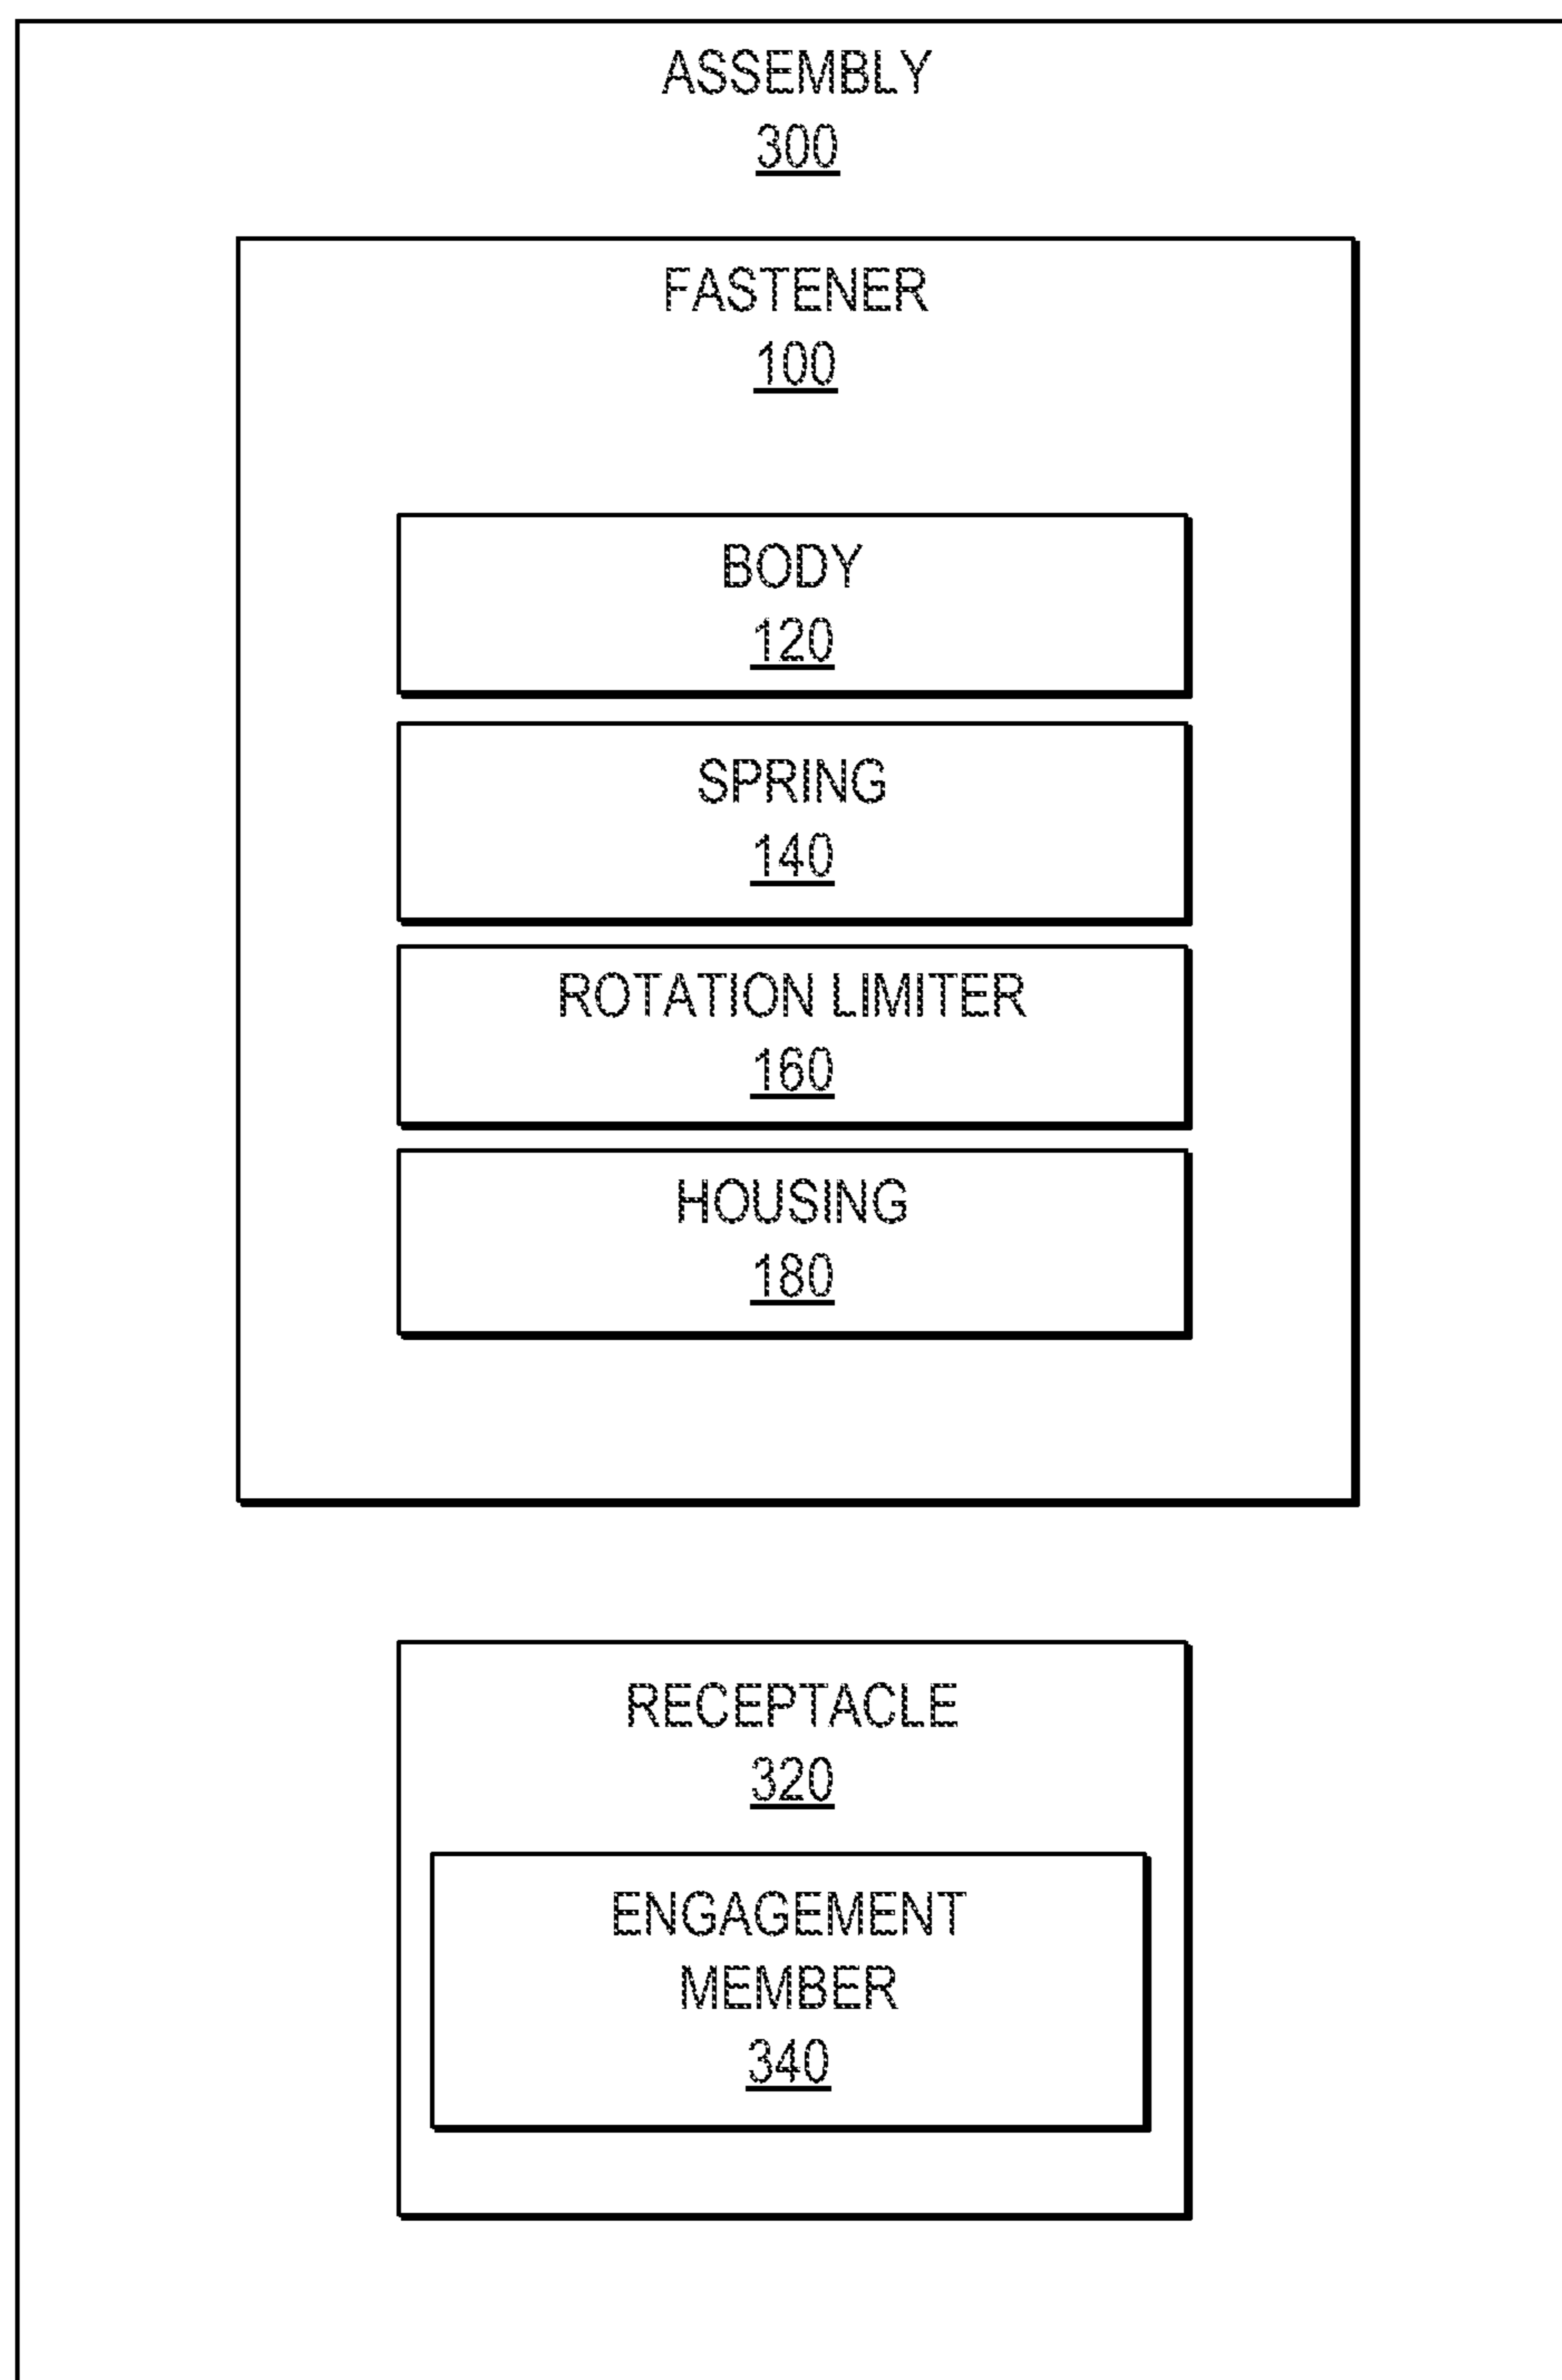 ASSEMBLY
300
FASTENER
100
BODY
120
SPRING
140
ROTATION LIMITER
160
HOUSING
180
RECEPTACLE
320
ENGAGEMENT
MEMBER
340